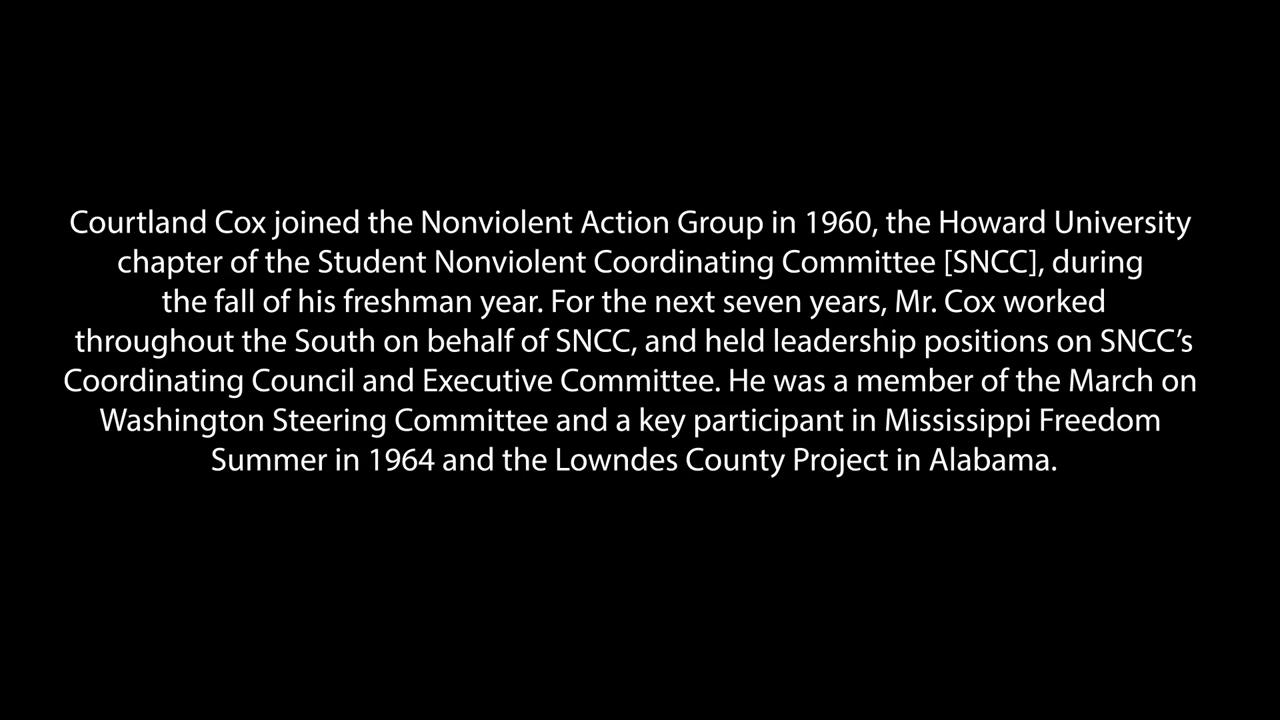 Courtland Cox joined the Nonviolent Action Group in 1960, the Howard University
chapter of the Student Nonviolent Coordinating Committee [SNCC], during
the fall of his freshman year. For the next seven years, Mr. Cox worked
throughout the South on behalf of SNCC, and held leadership positions on SNCC’s
Coordinating Council and Executive Committee. He was a member of the March on
Washington Steering Committee and a key participant in Mississippi Freedom
Summer in 1964 and the Lowndes County Project in Alabama.